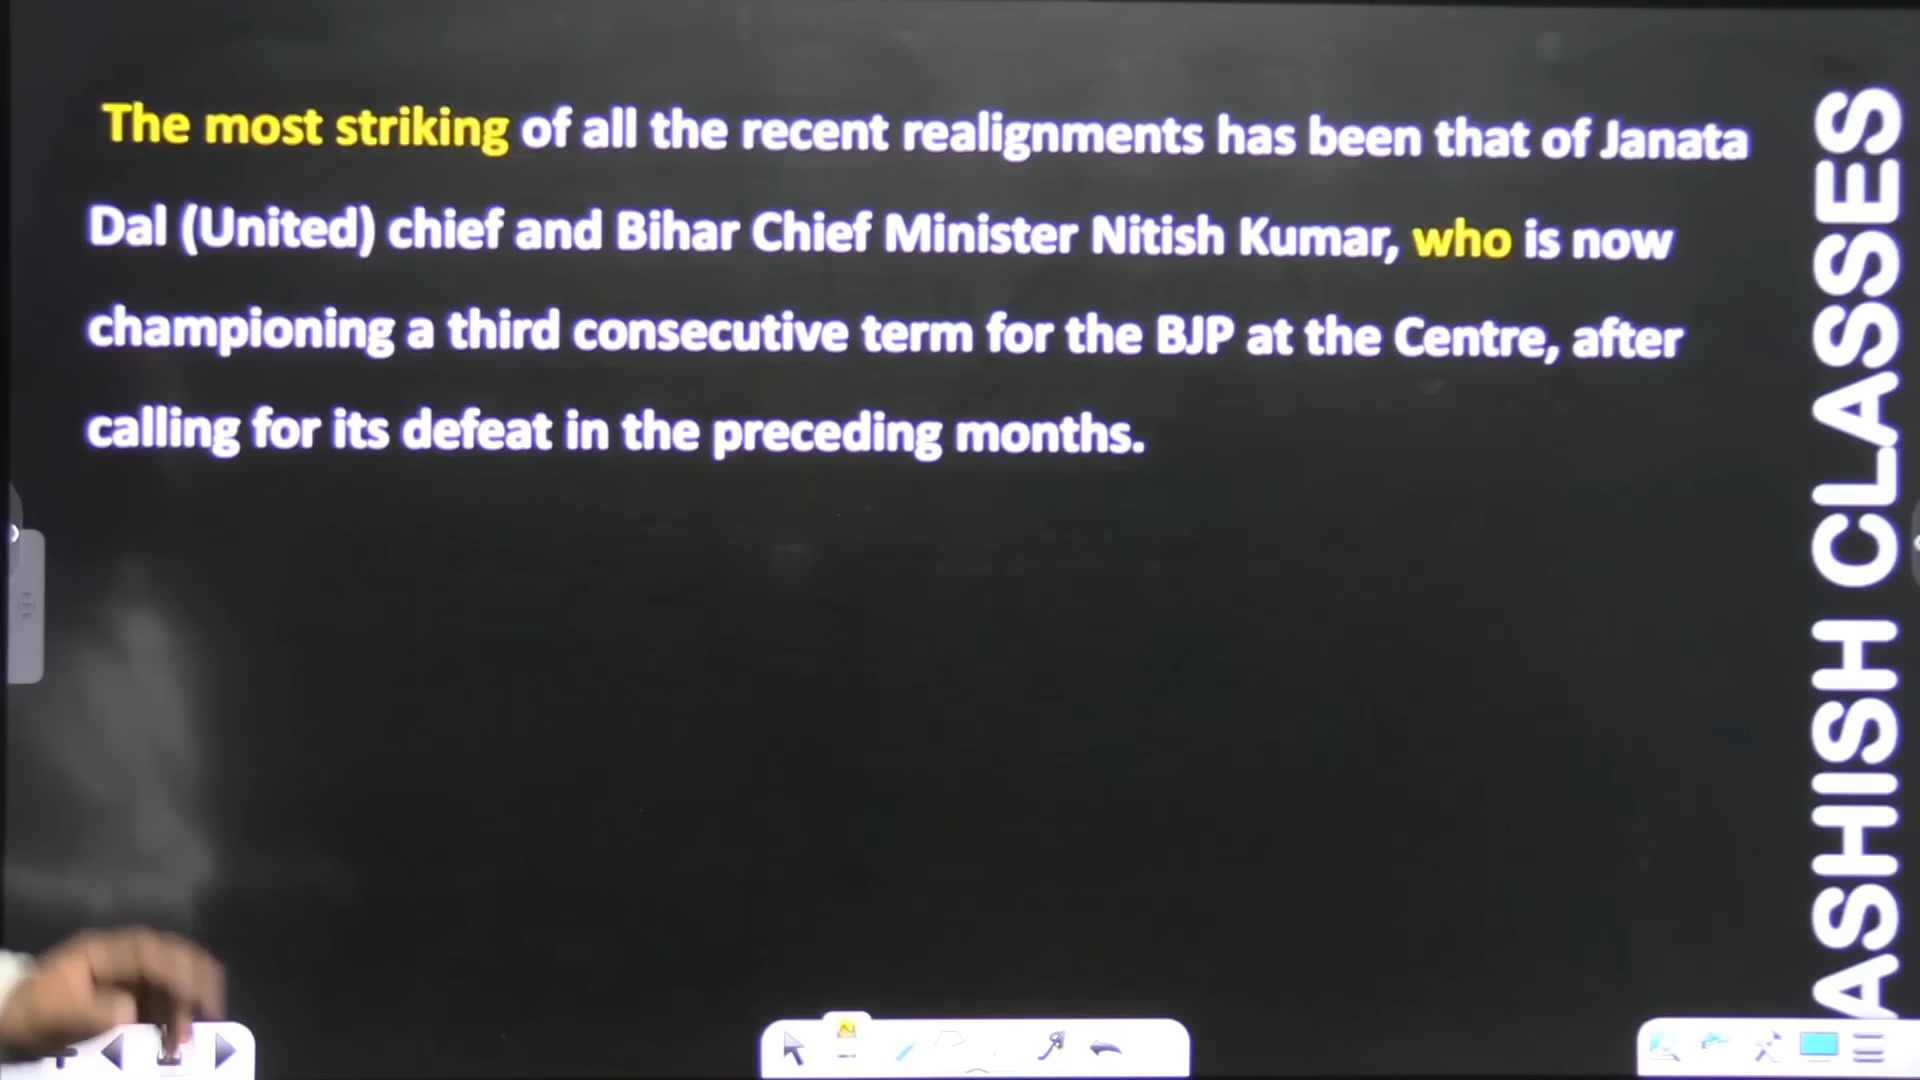 The most striking of all the recent realignments has been that of Janata
Dal (United) chief and Bihar Chief Minister Nitish Kumar, who is now
championing a third consecutive term for the BJP at the Centre, after
calling for its defeat in the preceding months.
ASHISH CLASSES